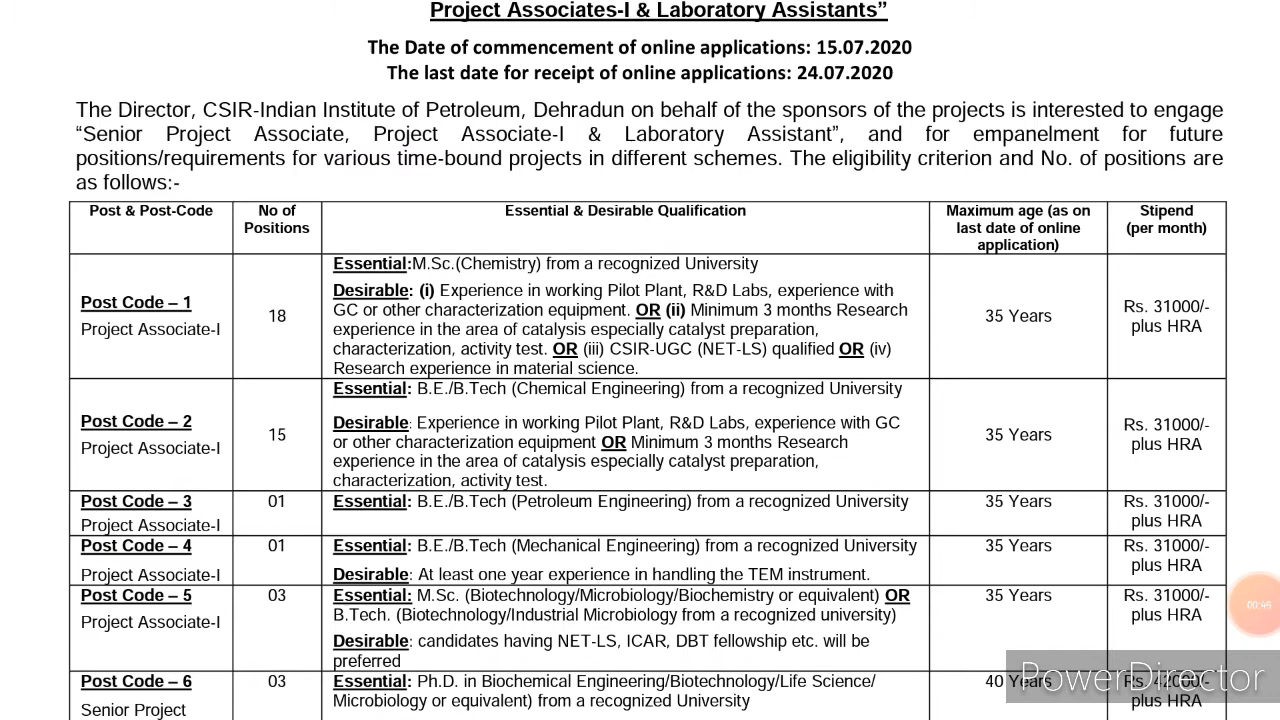 Project Associates-I & Laboratory Assistants”
The Date of commencement of online applications: 15.07.2020
The last date for receipt of online applications: 24.07.2020
The Director, CSIR-Indian Institute of Petroleum, Dehradun on behalf of the sponsors of the projects is interested to engage
“Senior Project Associate, Project Associate-I & Laboratory Assistant”, and for empanelment for future
positions/requirements for various time-bound projects in different schemes. The eligibility criterion and No. of positions are
as follows:-
Post & Post-Code
No of
Positions
Essential & Desirable Qualification
Maximum age (as on
last date of online
application)
Stipend
(per month)
Post Code – 1
Project Associate-I
18
Essential:M.Sc.(Chemistry) from a recognized University
Desirable: (i) Experience in working Pilot Plant, R&D Labs, experience with
GC or other characterization equipment. OR (ii) Minimum 3 months Research
experience in the area of catalysis especially catalyst preparation,
characterization, activity test. OR (iii) CSIR-UGC (NET-LS) qualified OR (iv)
Research experience in material science.
35 Years
Rs. 31000/-
plus HRA
Post Code – 2
Project Associate-I
15
Essential: B.E./B.Tech (Chemical Engineering) from a recognized University
Desirable: Experience in working Pilot Plant, R&D Labs, experience with GC
or other characterization equipment OR Minimum 3 months Research
experience in the area of catalysis especially catalyst preparation,
characterization, activity test.
35 Years
Rs. 31000/-
plus HRA
Post Code – 3
Project Associate-I
01
Essential: B.E./B.Tech (Petroleum Engineering) from a recognized University
35 Years
Rs. 31000/-
plus HRA
Post Code – 4
Project Associate-I
01
Essential: B.E./B.Tech (Mechanical Engineering) from a recognized University
Desirable: At least one year experience in handling the TEM instrument.
35 Years
Rs. 31000/-
plus HRA
Post Code – 5
Project Associate-I
03
Essential: M.Sc. (Biotechnology/Microbiology/Biochemistry or equivalent) OR
B.Tech. (Biotechnology/Industrial Microbiology from a recognized university)
Desirable: candidates having NET-LS, ICAR, DBT fellowship etc. will be
preferred
35 Years
Rs. 31000/-
plus HRA
Post Code – 6
Senior Project
03
Essential: Ph.D. in Biochemical Engineering/Biotechnology/Life Science/
Microbiology or equivalent) from a recognized University
40 Years
Rs. 42000/-
plus HRA
00:45
PowerDirector